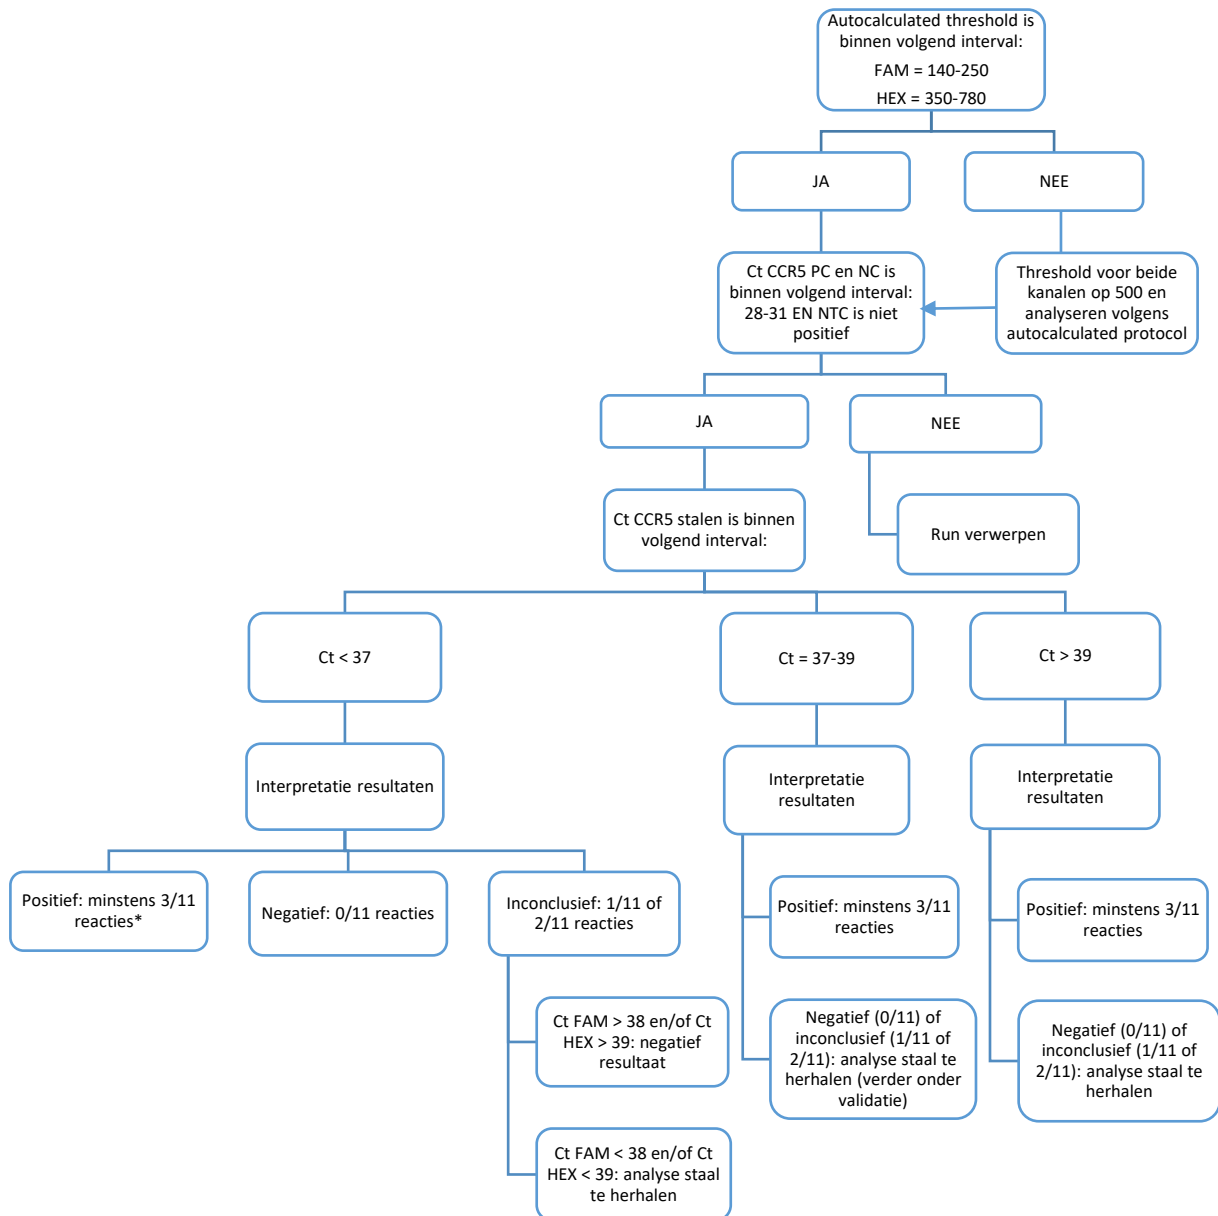 Autocalculated threshold is
binnen volgend interval:
FAM = 140-250
HEX = 350-780
JA
NEE
Ct CCR5 PC en NC is
binnen volgend interval:
28-31 EN NTC is niet
positief
Threshold voor beide
kanalen op 500 en
analyseren volgens
autocalculated protocol
JA
NEE
Ct CCR5 stalen is binnen
volgend interval:
Run verwerpen
Ct < 37
Ct = 37-39
Ct > 39
Interpretatie resultaten
Interpretatie
resultaten
Interpretatie
resultaten
Positief: minstens 3/11
reacties*
Negatief: 0/11 reacties
Inconclusief: 1/11 of
2/11 reacties
Positief: minstens 3/11
reacties
Positief: minstens 3/11
reacties
Ct FAM > 38 en/of Ct
HEX > 39: negatief
resultaat
Negatief (0/11) of
inconclusief (1/11 of
2/11): analyse staal te
herhalen (verder onder
validatie)
Negatief (0/11) of
inconclusief (1/11 of
2/11): analyse staal te
herhalen
Ct FAM < 38 en/of Ct
HEX < 39: analyse staal
te herhalen